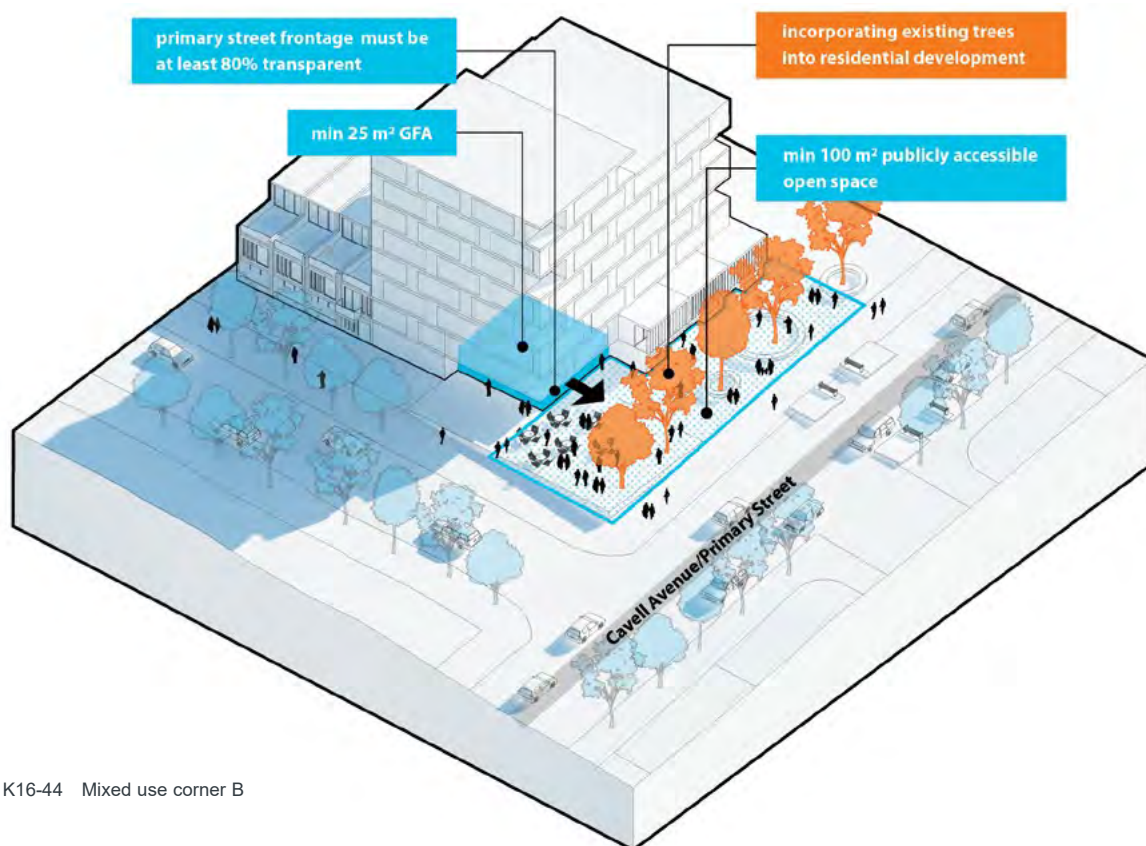 primary street frontage must be
at least 80% transparent
incorporating existing trees
into residential development
min 25 m² GFA
min 100 m² publicly accessible
open space
Cavell Avenue/Primary Street
K16-44 Mixed use corner B